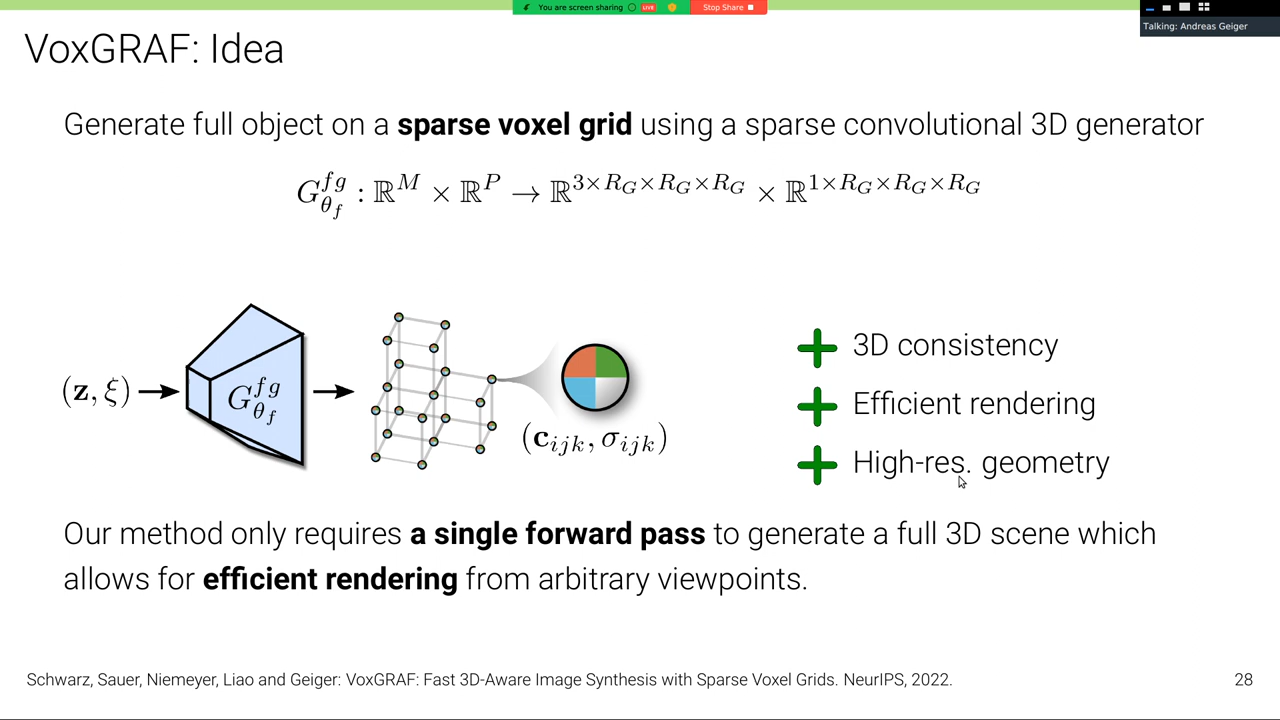 You are screen sharing LIVE Stop Share
Talking: Andreas Geiger
VoxGRAF: Idea
Generate full object on a sparse voxel grid using a sparse convolutional 3D generator
$G^{fg}_{\theta_f} : \mathbb{R}^M \times \mathbb{R}^P \to \mathbb{R}^{3 \times R_G \times R_G \times R_G} \times \mathbb{R}^{1 \times R_G \times R_G \times R_G}$
$(\mathbf{z}, \xi)$
$G^{fg}_{\theta_f}$
$(\mathbf{c}_{ijk}, \sigma_{ijk})$
3D consistency
Efficient rendering
High-res. geometry
Our method only requires a single forward pass to generate a full 3D scene which
allows for efficient rendering from arbitrary viewpoints.
Schwarz, Sauer, Niemeyer, Liao and Geiger: VoxGRAF: Fast 3D-Aware Image Synthesis with Sparse Voxel Grids. NeurIPS, 2022.
28